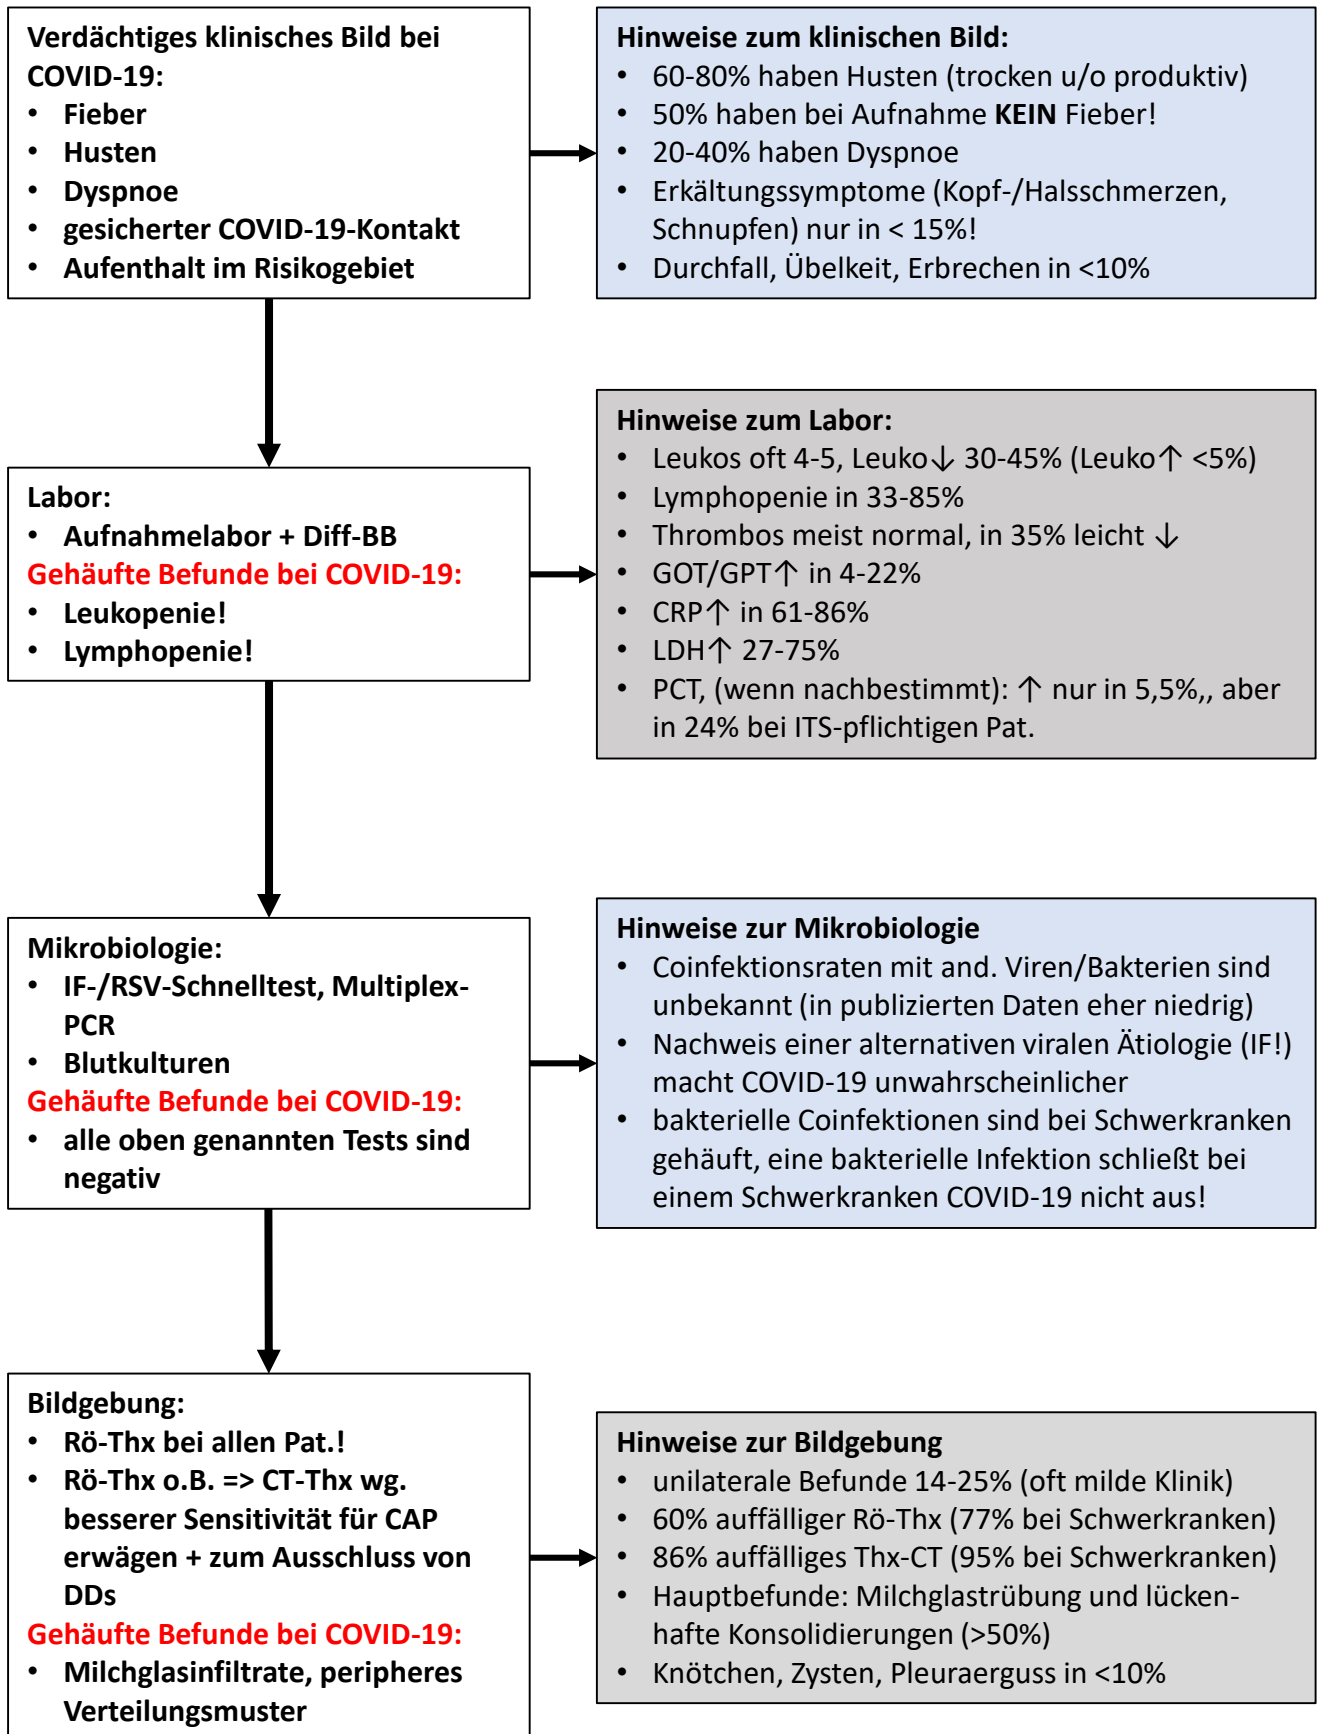 Verdächtiges klinisches Bild bei
COVID-19:
• Fieber
• Husten
• Dyspnoe
• gesicherter COVID-19-Kontakt
• Aufenthalt im Risikogebiet
Hinweise zum klinischen Bild:
• 60-80% haben Husten (trocken u/o produktiv)
• 50% haben bei Aufnahme KEIN Fieber!
• 20-40% haben Dyspnoe
• Erkältungssymptome (Kopf-/Halsschmerzen,
Schnupfen) nur in < 15%!
• Durchfall, Übelkeit, Erbrechen in <10%
Labor:
• Aufnahmelabor + Diff-BB
Gehäufte Befunde bei COVID-19:
• Leukopenie!
• Lymphopenie!
Hinweise zum Labor:
• Leukos oft 4-5, Leuko↓ 30-45% (Leuko↑ <5%)
• Lymphopenie in 33-85%
• Thrombos meist normal, in 35% leicht ↓
• GOT/GPT↑ in 4-22%
• CRP↑ in 61-86%
• LDH↑ 27-75%
• PCT, (wenn nachbestimmt): ↑ nur in 5,5%,, aber
in 24% bei ITS-pflichtigen Pat.
Mikrobiologie:
• IF-/RSV-Schnelltest, Multiplex-
PCR
• Blutkulturen
Gehäufte Befunde bei COVID-19:
• alle oben genannten Tests sind
negativ
Hinweise zur Mikrobiologie
• Coinfektionsraten mit and. Viren/Bakterien sind
unbekannt (in publizierten Daten eher niedrig)
• Nachweis einer alternativen viralen Ätiologie (IF!)
macht COVID-19 unwahrscheinlicher
• bakterielle Coinfektionen sind bei Schwerkranken
gehäuft, eine bakterielle Infektion schließt bei
einem Schwerkranken COVID-19 nicht aus!
Bildgebung:
• Rö-Thx bei allen Pat.!
• Rö-Thx o.B. => CT-Thx wg.
besserer Sensitivität für CAP
erwägen + zum Ausschluss von
DDs
Gehäufte Befunde bei COVID-19:
• Milchglasinfiltrate, peripheres
Verteilungsmuster
Hinweise zur Bildgebung
• unilaterale Befunde 14-25% (oft milde Klinik)
• 60% auffälliger Rö-Thx (77% bei Schwerkranken)
• 86% auffälliges Thx-CT (95% bei Schwerkranken)
• Hauptbefunde: Milchglastrübung und lücken-
hafte Konsolidierungen (>50%)
• Knötchen, Zysten, Pleuraerguss in <10%